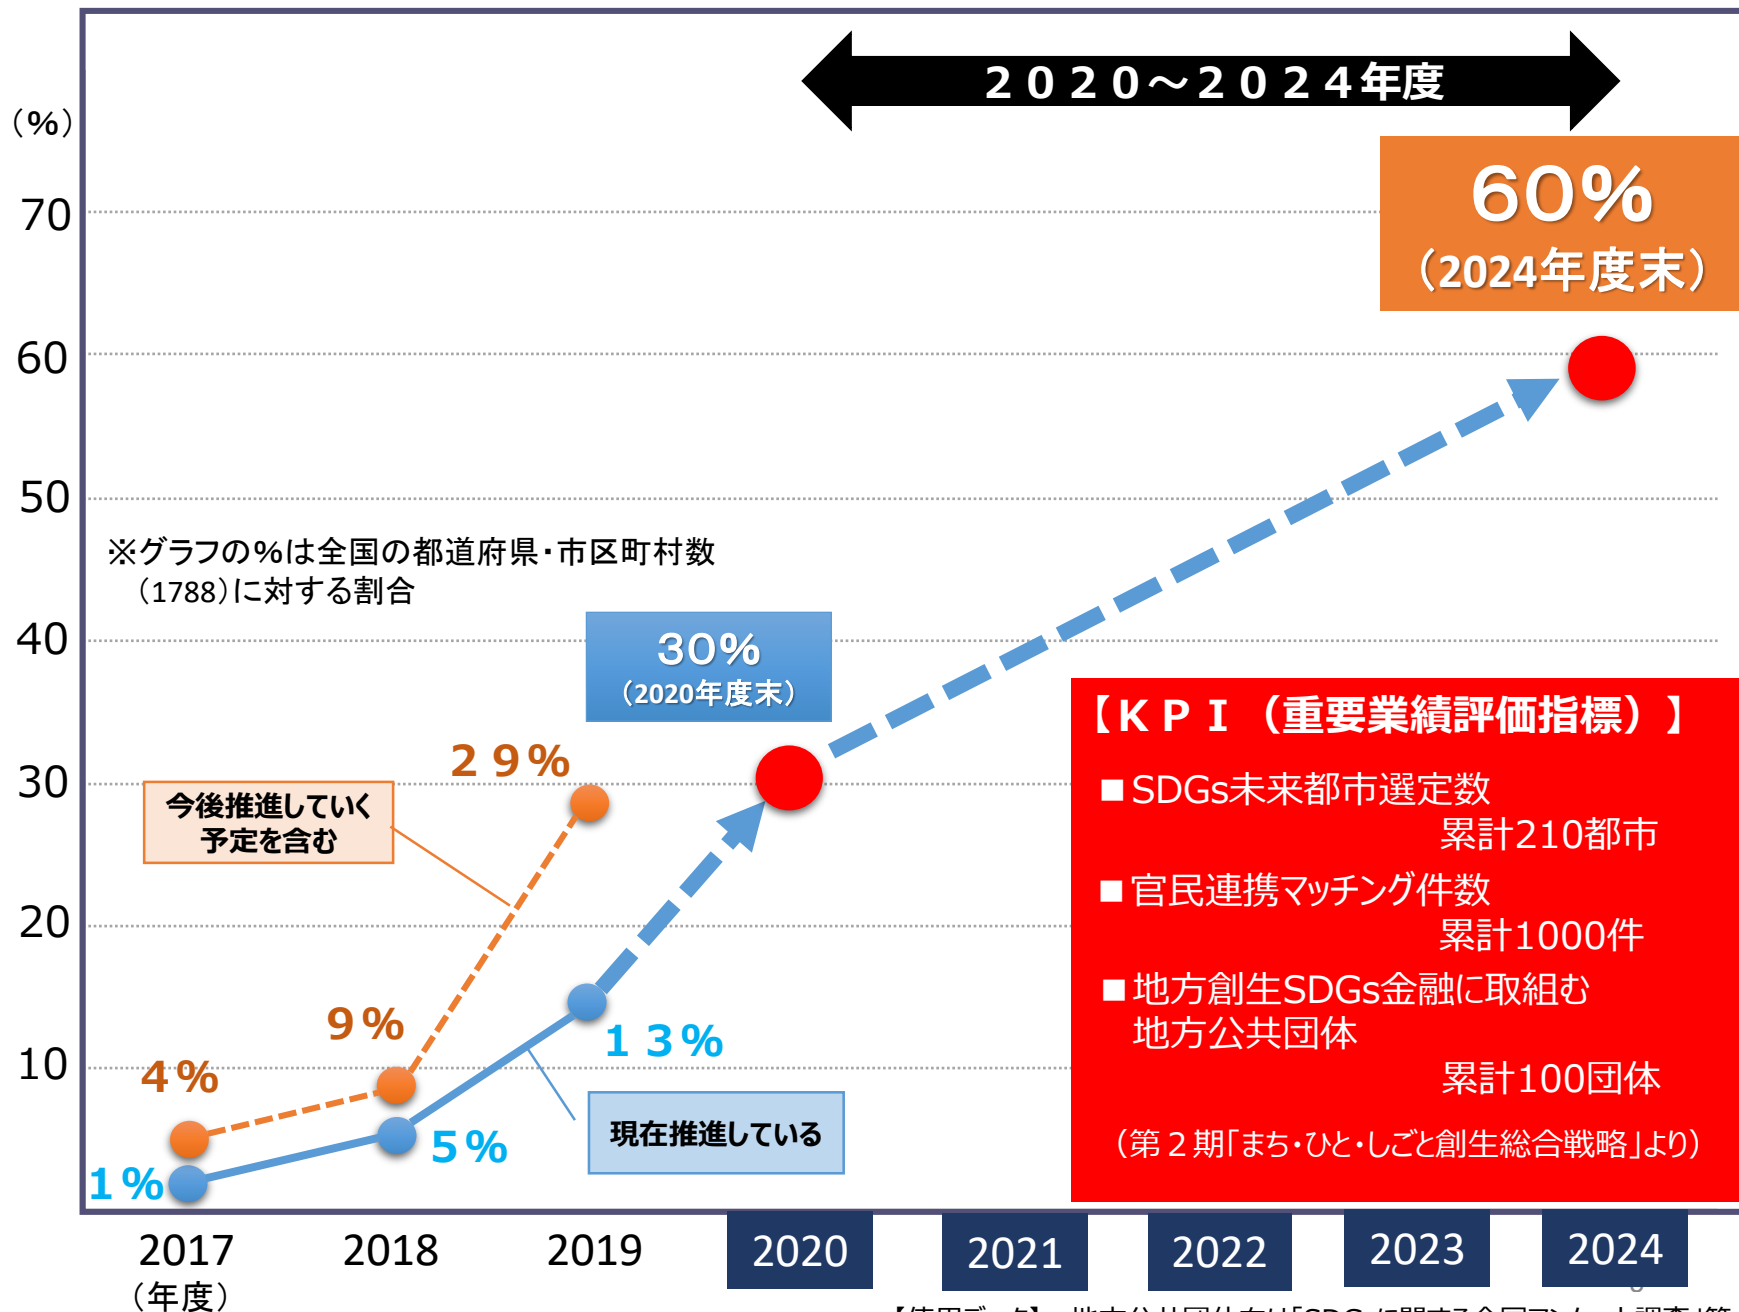 ２０２０～２０２４年度
（%）
60%
（2024年度末）
70
60
50
※グラフの%は全国の都道府県・市区町村数
（1788）に対する割合
40
30%
（2020年度末）
30
２９%
今後推進していく
予定を含む
20
9%
4%
10
１３%
現在推進している
5%
1%
【ＫＰＩ（重要業績評価指標）】
■SDGs未来都市選定数
累計210都市
■官民連携マッチング件数
累計1000件
■地方創生SDGs金融に取組む
地方公共団体
累計100団体
（第２期「まち・ひと・しごと創生総合戦略」より）
2017 2018 2019 2020 2021 2022 2023 2024
（年度）